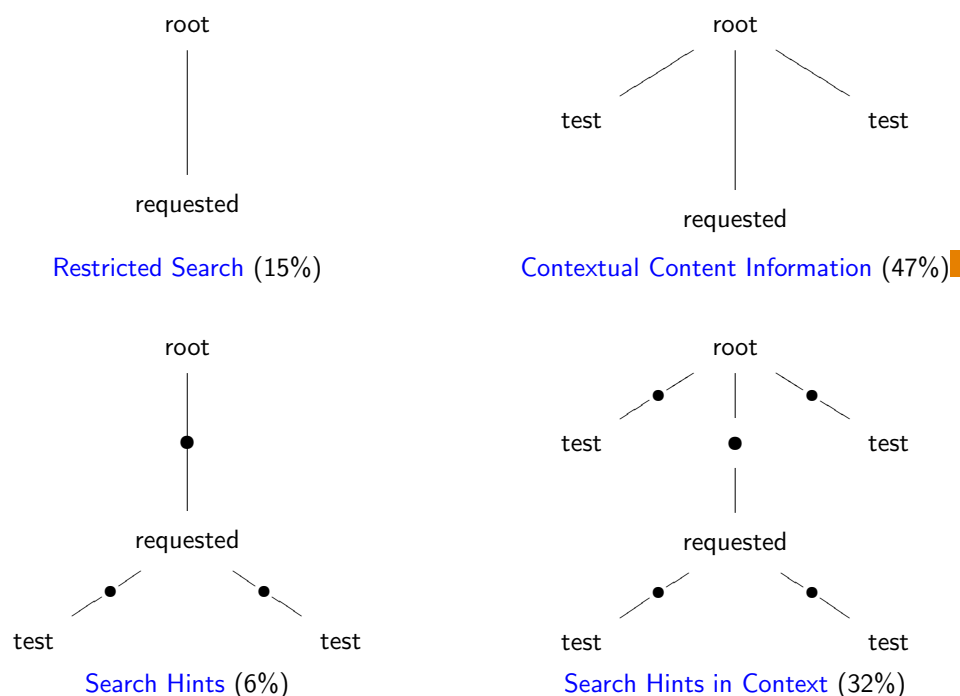 root
requested
Restricted Search (15%)
root
test test
requested
Contextual Content Information (47%)
root
requested
test test
Search Hints (6%)
root
test test
requested
test test
Search Hints in Context (32%)